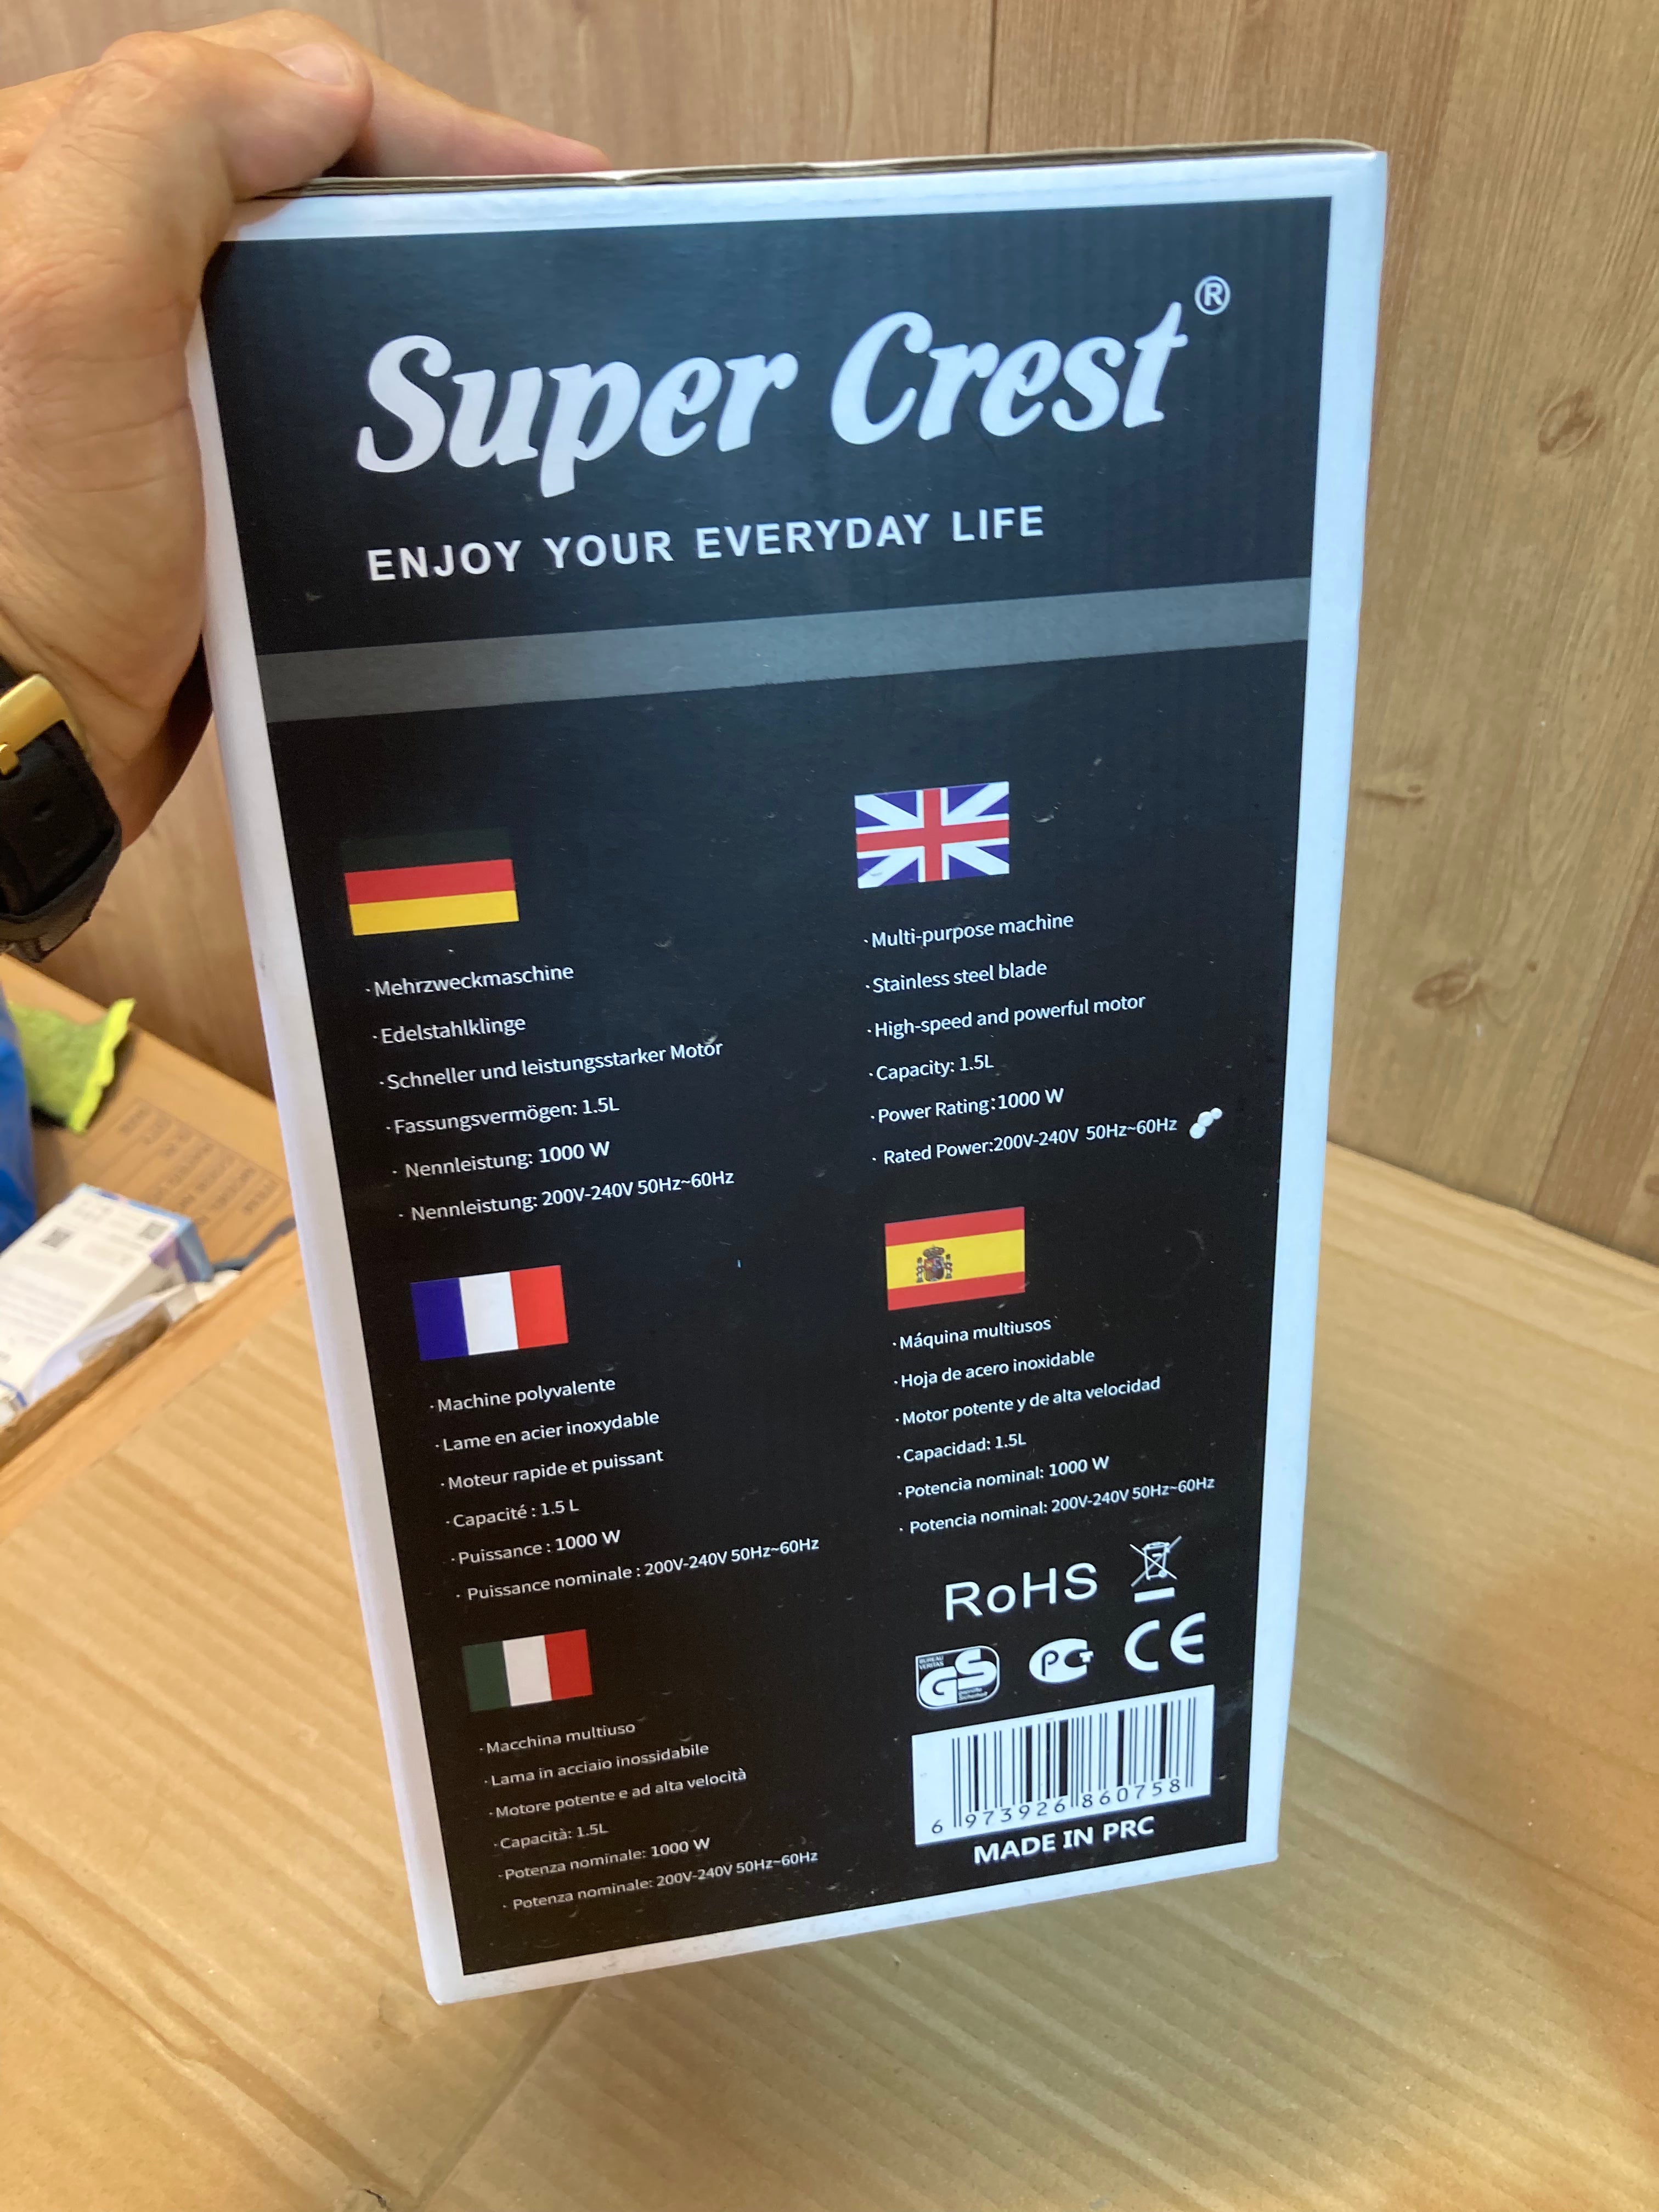 Super Crest ®
ENJOY YOUR EVERYDAY LIFE
·Mehrzweckmaschine
·Edelstahlklinge
·Schneller und leistungsstarker Motor
·Fassungsvermögen: 1.5L
· Nennleistung: 1000 W
· Nennleistung: 200V-240V 50Hz~60Hz
·Multi-purpose machine
·Stainless steel blade
·High-speed and powerful motor
·Capacity: 1.5L
·Power Rating:1000 W
· Rated Power:200V-240V 50Hz~60Hz
·Machine polyvalente
·Lame en acier inoxydable
·Moteur rapide et puissant
·Capacité : 1.5 L
·Puissance : 1000 W
· Puissance nominale : 200V-240V 50Hz~60Hz
·Máquina multiusos
·Hoja de acero inoxidable
·Motor potente y de alta velocidad
·Capacidad: 1.5L
·Potencia nominal: 1000 W
· Potencia nominal: 200V-240V 50Hz~60Hz
·Macchina multiuso
·Lama in acciaio inossidabile
·Motore potente e ad alta velocità
·Capacità: 1.5L
·Potenza nominale: 1000 W
· Potenza nominale: 200V-240V 50Hz~60Hz
RoHS
BUREAU
VERITAS
GS
geprüfte
Sicherheit
PCT
CE
6 973926 860758
MADE IN PRC